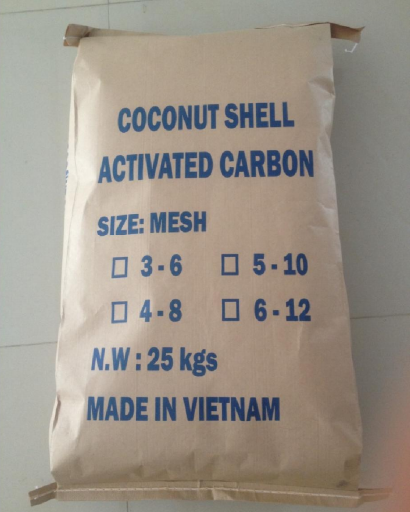 COCONUT SHELL
ACTIVATED CARBON
SIZE: MESH
☐ 3 - 6 ☐ 5 - 10
☐ 4 - 8 ☐ 6 - 12
N.W : 25 kgs
MADE IN VIETNAM